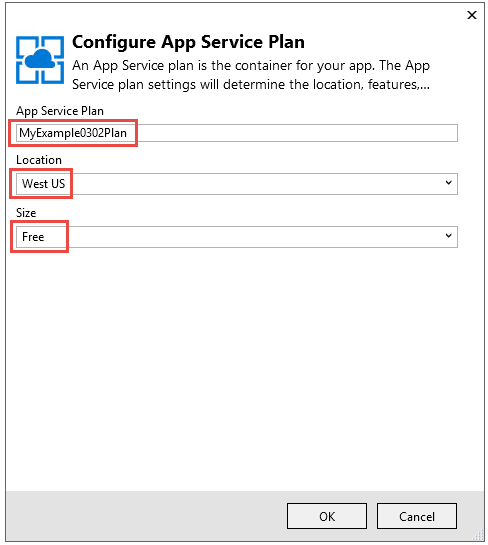 Configure App Service Plan
An App Service plan is the container for your app. The App
Service plan settings will determine the location, features,...
App Service Plan
MyExample0302Plan
Location
West US
Size
Free
OK
Cancel